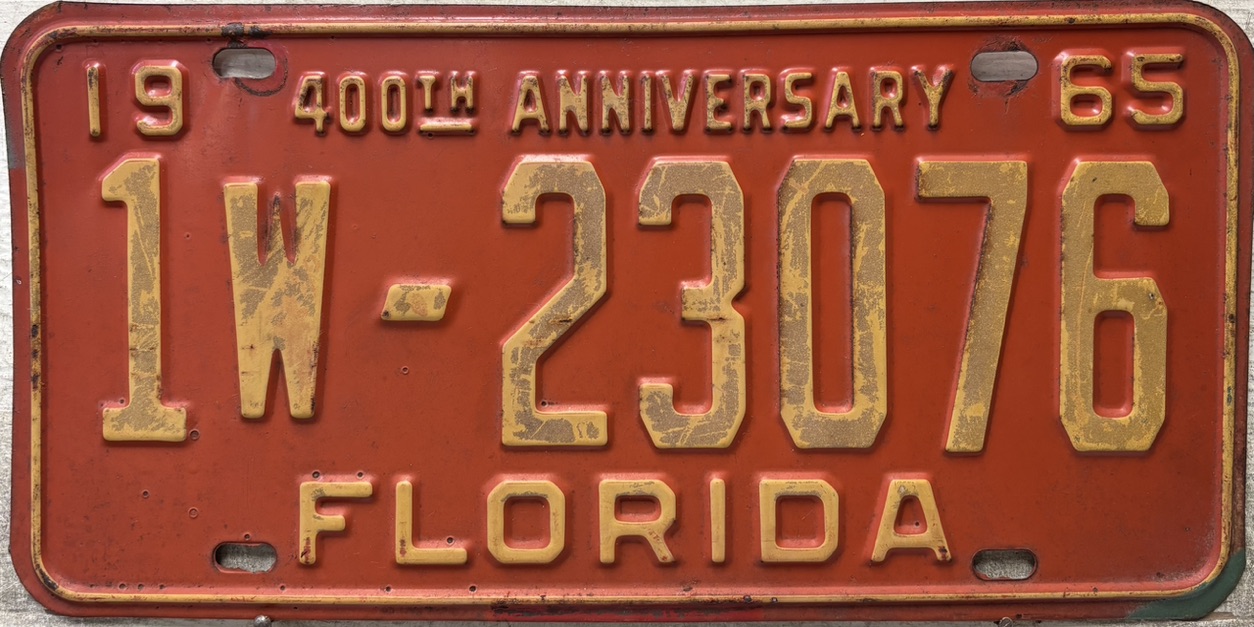 19 400TH ANNIVERSARY 65
1W-23076
FLORIDA